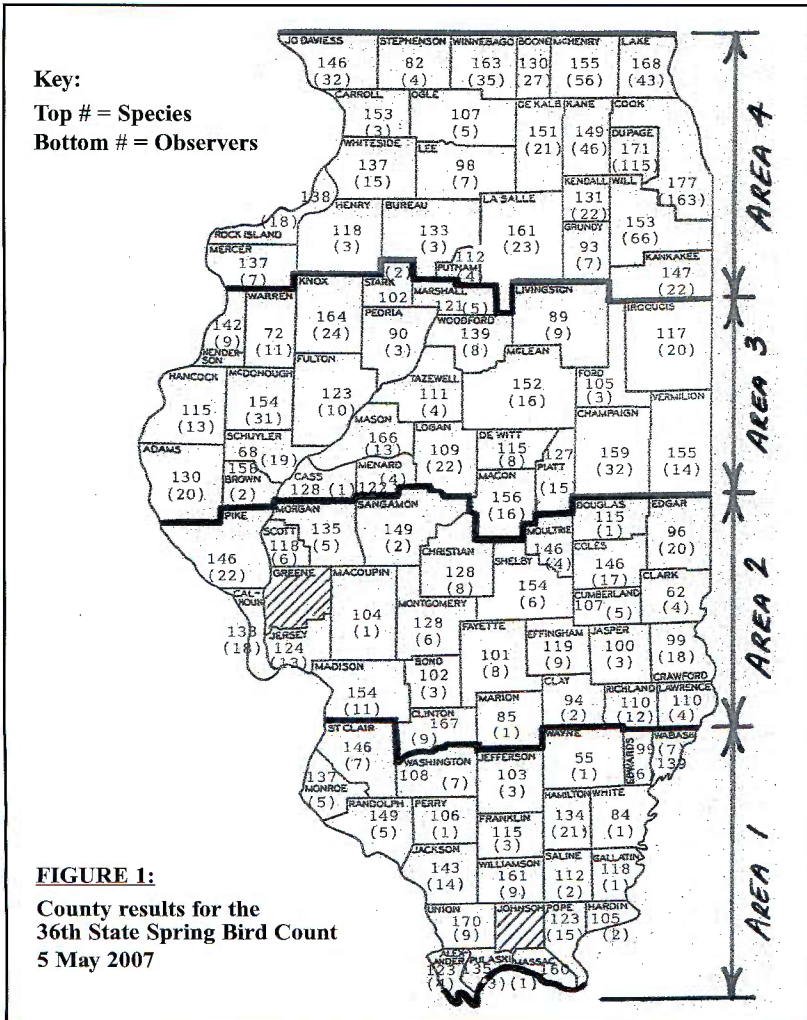 Key:
Top # = Species
Bottom # = Observers
JO DAVIESS
146
(32)
STEPHENSON
82
(4)
WINNEBAGO
163
(35)
BOONE
130
(27)
MCHENRY
155
(56)
LAKE
168
(43)
CARROLL
153
(3)
OGLE
107
(5)
DE KALB
151
(21)
KANE
149
(46)
COOK
177
(163)
DUPAGE
171
(115)
WHITESIDE
137
(15)
LEE
98
(7)
KENDALL
131
(22)
WILL
153
(66)
138
(18)
ROCK ISLAND
HENRY
118
(3)
BUREAU
133
(3)
LA SALLE
161
(23)
GRUNDY
93
(7)
KANKAKEE
147
(22)
MERCER
137
(7)
112
PUTNAM
(4)
AREA 4
KNOX
164
(24)
(2)
STARK
102
MARSHALL
121 (5)
LIVINGSTON
89
(9)
IROQUOIS
117
(20)
WARREN
72
(11)
142
(9)
HENDER-
SON
PEORIA
90
(3)
WOODFORD
139
(8)
FULTON
123
(10)
MCLEAN
152
(16)
FORD
105
(3)
HANCOCK
115
(13)
MCDONOUGH
154
(31)
TAZEWELL
111
(4)
VERMILION
155
(14)
CHAMPAIGN
159
(32)
MASON
166
(13)
LOGAN
109
(22)
DE WITT
115
(8)
127
PIATT
(15)
ADAMS
130
(20)
SCHUYLER
68
(19)
BROWN
(2)
CASS
128 (1)
MENARD
(4)
122
MACON
156
(16)
AREA 3
PIKE
146
(22)
MORGAN
135
(5)
SCOTT
118
(6)
SANGAMON
149
(2)
CHRISTIAN
128
(8)
MOULTRIE
146
(4)
DOUGLAS
115
(1)
EDGAR
96
(20)
SHELBY
154
(6)
COLES
146
(17)
GREENE
MACOUPIN
104
(1)
CUMBERLAND
107 (5)
CLARK
62
(4)
CAL-
HOUN
(18)
JERSEY
124
(13)
MONTGOMERY
128
(6)
FAYETTE
101
(8)
EFFINGHAM
119
(9)
JASPER
100
(3)
99
(18)
CRAWFORD
MADISON
154
(11)
BOND
102
(3)
CLAY
94
(2)
RICHLAND
110
(12)
LAWRENCE
110
(4)
CLINTON
167
(9)
MARION
85
(1)
AREA 2
ST CLAIR
146
(7)
WASHINGTON
108 (7)
JEFFERSON
103
(3)
WAYNE
55
(1)
EDWARDS
99
WABASH
(7)
137
MONROE
(5)
RANDOLPH
149
(5)
PERRY
106
(1)
FRANKLIN
115
(3)
HAMILTON
134
(21)
WHITE
84
(1)
JACKSON
143
(14)
WILLIAMSON
161
(9)
SALINE
112
(2)
GALLATIN
118
(1)
UNION
170
(9)
JOHNSON
POPE
123
(15)
HARDIN
105
(2)
ALEX-
ANDER
123
(4)
PULASKI
135
(3)
MASSAC
160
(1)
AREA 1
FIGURE 1:
County results for the
36th State Spring Bird Count
5 May 2007